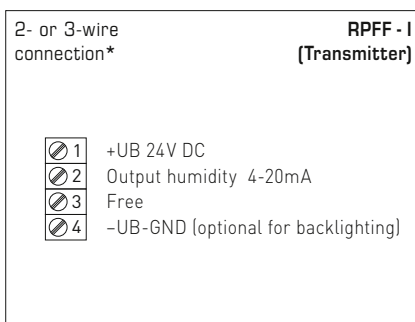 2- or 3-wire RPFF - I
connection* (Transmitter)
1 +UB 24V DC
2 Output humidity 4-20mA
3 Free
4 –UB-GND (optional for backlighting)